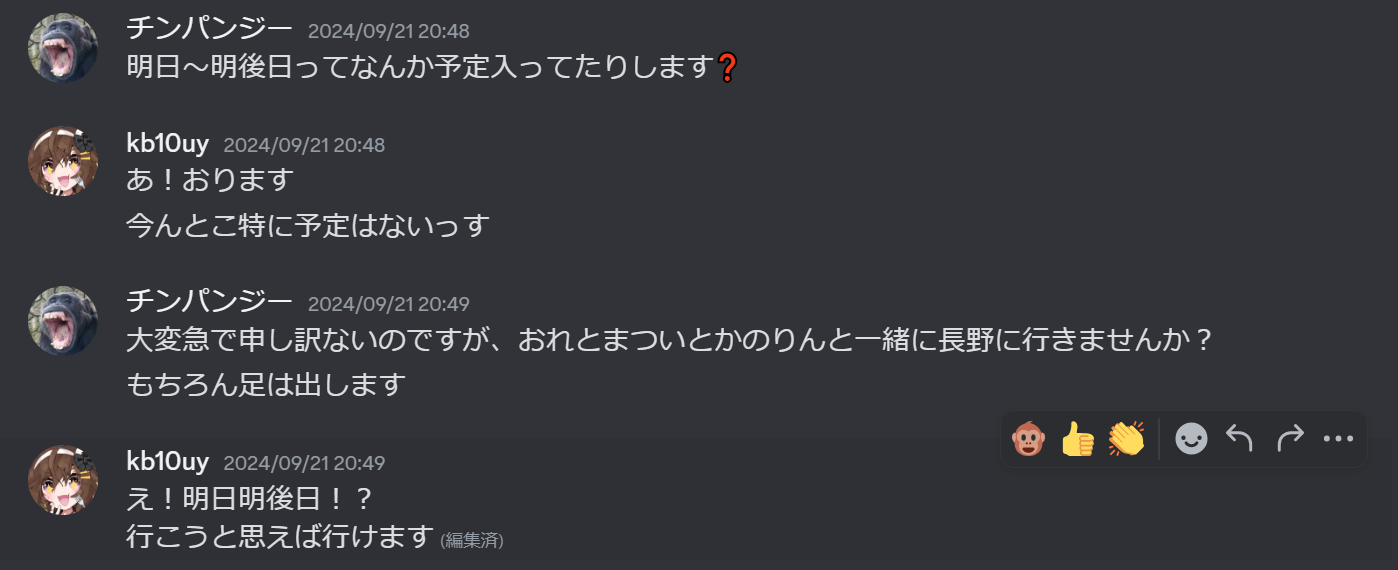 チンパンジー 2024/09/21 20:48
明日～明後日ってなんか予定入ってたりします❓
kb10uy 2024/09/21 20:48
あ！おります
今んとこ特に予定はないっす
チンパンジー 2024/09/21 20:49
大変急で申し訳ないのですが、おれとまついとかのりんと一緒に長野に行きませんか？
もちろん足は出します
kb10uy 2024/09/21 20:49
え！明日明後日！？
行こうと思えば行けます (編集済)